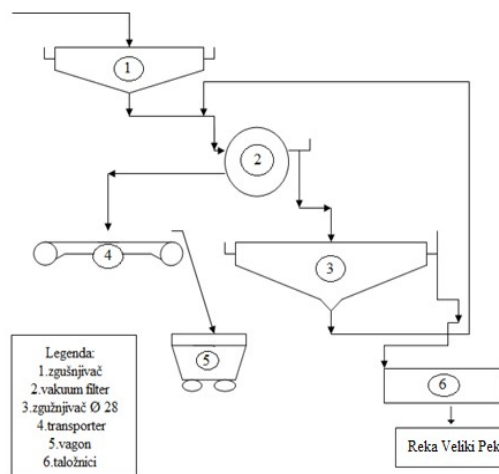 1
2
3
4
5
6
Legenda:
1.zgušnjivač
2.vakuum filter
3.zgužnjivač Ø 28
4.transporter
5.vagon
6.taložnici
Reka Veliki Pek